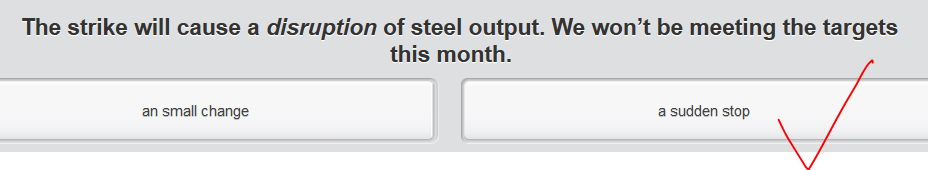 The strike will cause a disruption of steel output. We won’t be meeting the targets
this month.
an small change
a sudden stop